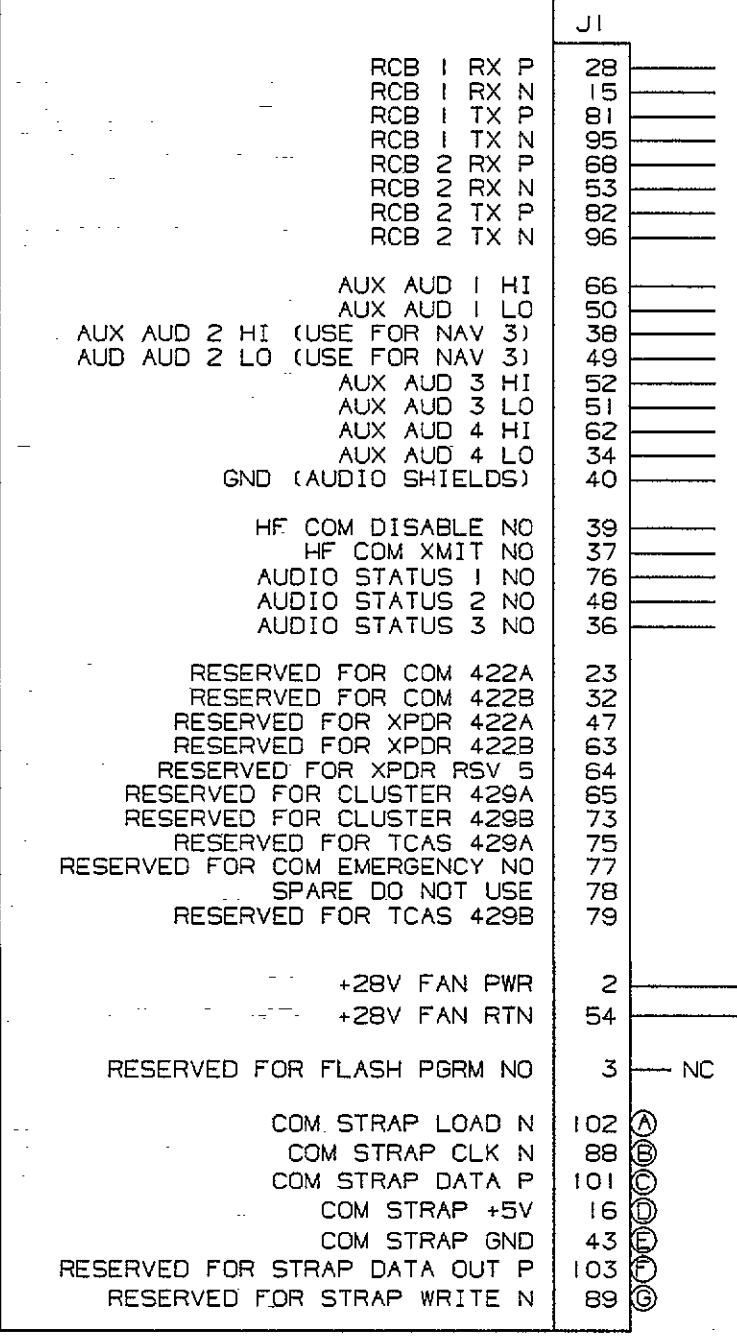 J1
RCB 1 RX P 28
RCB 1 RX N 15
RCB 1 TX P 81
RCB 1 TX N 95
RCB 2 RX P 68
RCB 2 RX N 53
RCB 2 TX P 82
RCB 2 TX N 96
AUX AUD 1 HI 66
AUX AUD 1 LO 50
AUX AUD 2 HI (USE FOR NAV 3) 38
AUD AUD 2 LO (USE FOR NAV 3) 49
AUX AUD 3 HI 52
AUX AUD 3 LO 51
AUX AUD 4 HI 62
AUX AUD 4 LO 34
GND (AUDIO SHIELDS) 40
HF COM DISABLE NO 39
HF COM XMIT NO 37
AUDIO STATUS 1 NO 76
AUDIO STATUS 2 NO 48
AUDIO STATUS 3 NO 36
RESERVED FOR COM 422A 23
RESERVED FOR COM 422B 32
RESERVED FOR XPDR 422A 47
RESERVED FOR XPDR 422B 63
RESERVED FOR XPDR RSV 5 64
RESERVED FOR CLUSTER 429A 65
RESERVED FOR CLUSTER 429B 73
RESERVED FOR TCAS 429A 75
RESERVED FOR COM EMERGENCY NO 77
SPARE DO NOT USE 78
RESERVED FOR TCAS 429B 79
+28V FAN PWR 2
+28V FAN RTN 54
RESERVED FOR FLASH PGRM NO 3 NC
COM STRAP LOAD N 102 A
COM STRAP CLK N 88 B
COM STRAP DATA P 101 C
COM STRAP +5V 16 D
COM STRAP GND 43 E
RESERVED FOR STRAP DATA OUT P 103 F
RESERVED FOR STRAP WRITE N 89 G